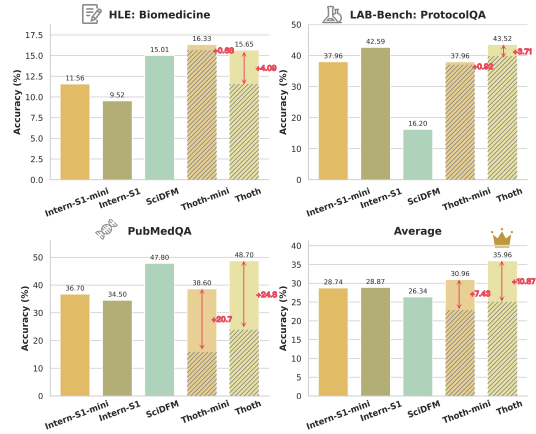 HLE: Biomedicine
Accuracy (%)
17.5
15.0
12.5
10.0
7.5
5.0
2.5
0.0
11.56
9.52
15.01
16.33
15.65
+0.68
+4.09
Intern-S1-mini
Intern-S1
SciDFM
Thoth-mini
Thoth
LAB-Bench: ProtocolQA
Accuracy (%)
50
40
30
20
10
0
37.96
42.59
16.20
37.96
43.52
+0.92
+3.71
Intern-S1-mini
Intern-S1
SciDFM
Thoth-mini
Thoth
PubMedQA
Accuracy (%)
50
40
30
20
10
0
36.70
34.50
47.80
38.60
48.70
+20.7
+24.8
Intern-S1-mini
Intern-S1
SciDFM
Thoth-mini
Thoth
Average
Accuracy (%)
40
35
30
25
20
15
10
5
0
28.74
28.87
26.34
30.96
35.96
+7.43
+10.87
Intern-S1-mini
Intern-S1
SciDFM
Thoth-mini
Thoth